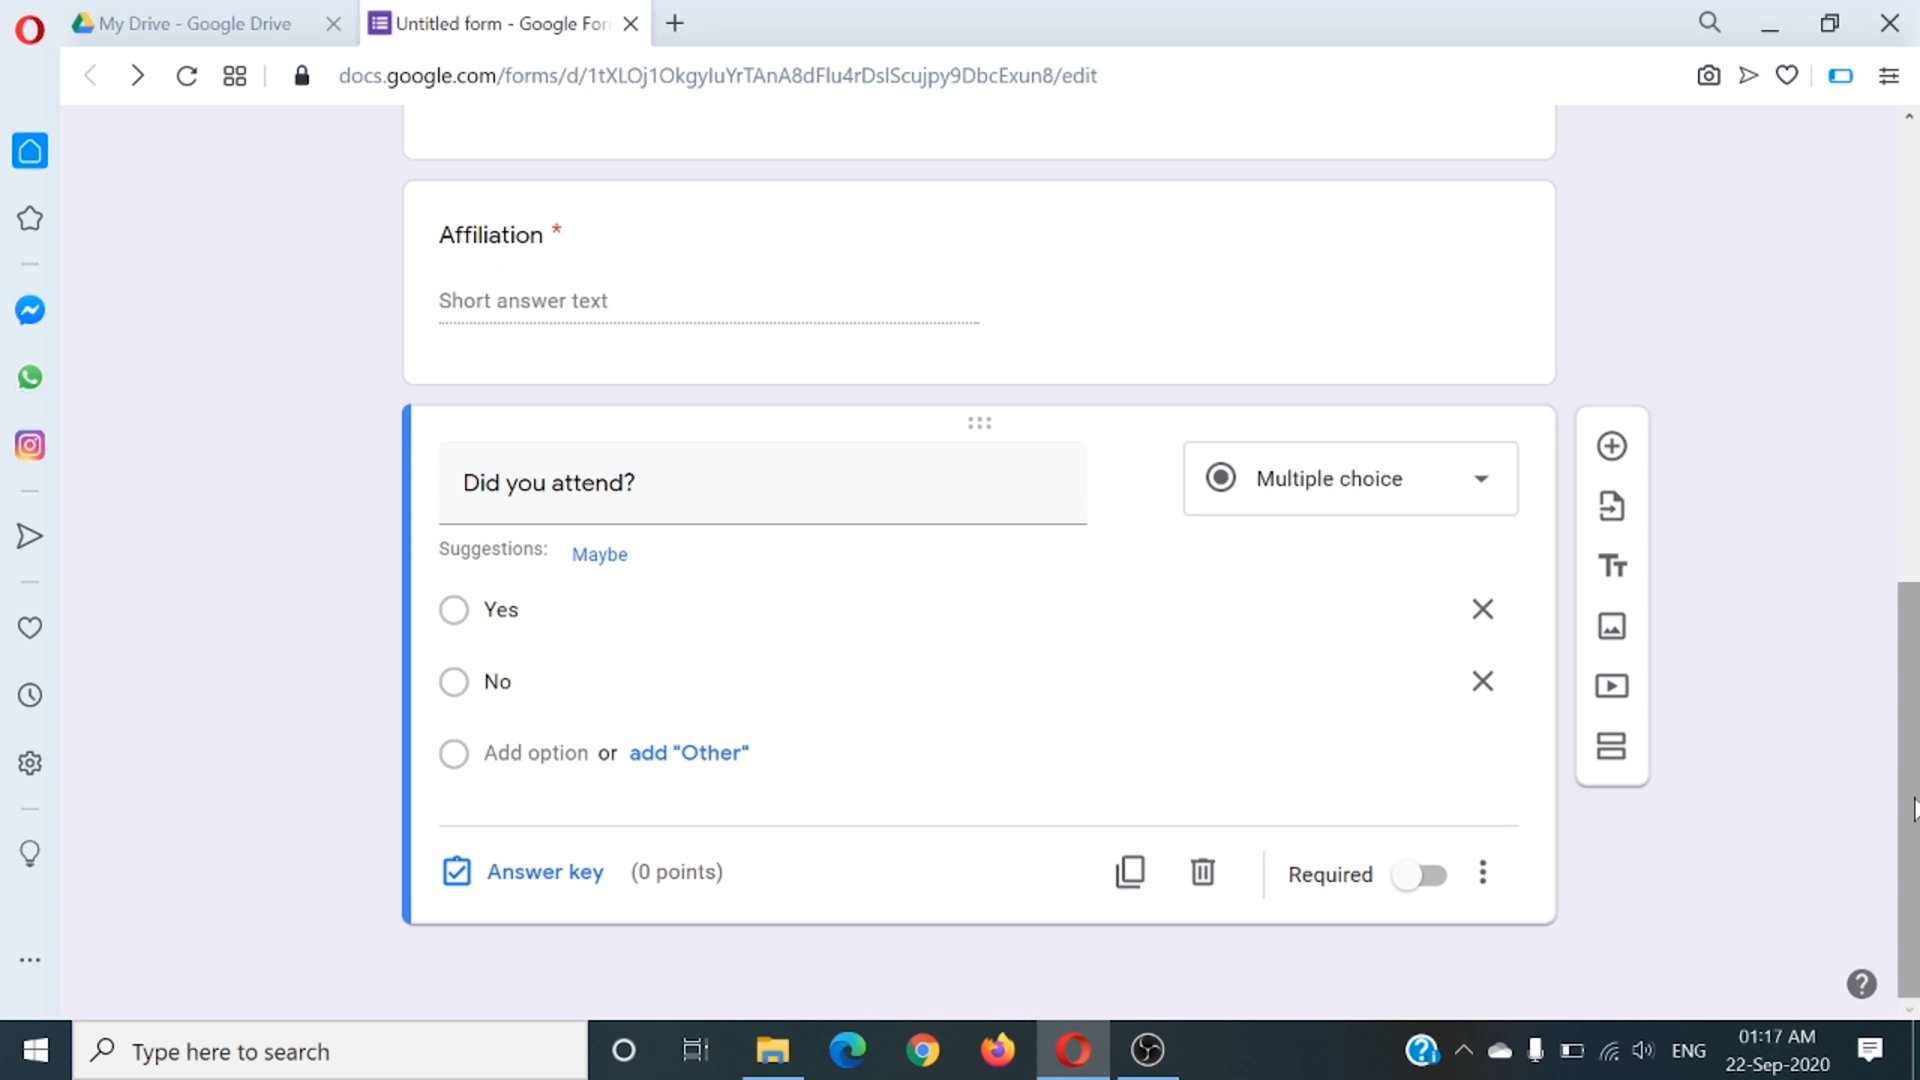 My Drive - Google Drive
Untitled form - Google For
docs.google.com/forms/d/1tXLOj1OkgyIuYrTAnA8dFIu4rDslScujpy9DbcExun8/edit
Affiliation *
Short answer text
Did you attend?
Multiple choice
Suggestions: Maybe
Yes
No
Add option or add "Other"
Answer key (0 points)
Required
Type here to search
ENG
01:17 AM
22-Sep-2020